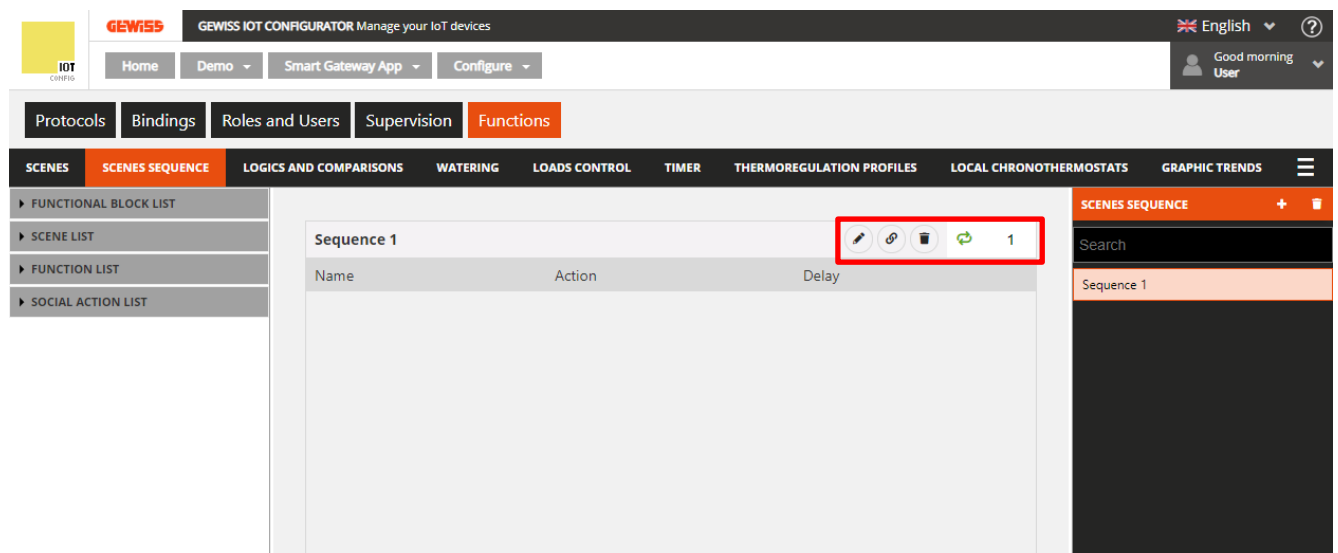 GEWISS GEWISS IOT CONFIGURATOR Manage your IoT devices English ?
IOT
CONFIG
Home Demo Smart Gateway App Configure
Good morning
User
Protocols Bindings Roles and Users Supervision Functions
SCENES SCENES SEQUENCE LOGICS AND COMPARISONS WATERING LOADS CONTROL TIMER THERMOREGULATION PROFILES LOCAL CHRONOTHERMOSTATS GRAPHIC TRENDS
FUNCTIONAL BLOCK LIST
SCENE LIST
FUNCTION LIST
SOCIAL ACTION LIST
Sequence 1 1
Name Action Delay
SCENES SEQUENCE +
Search
Sequence 1